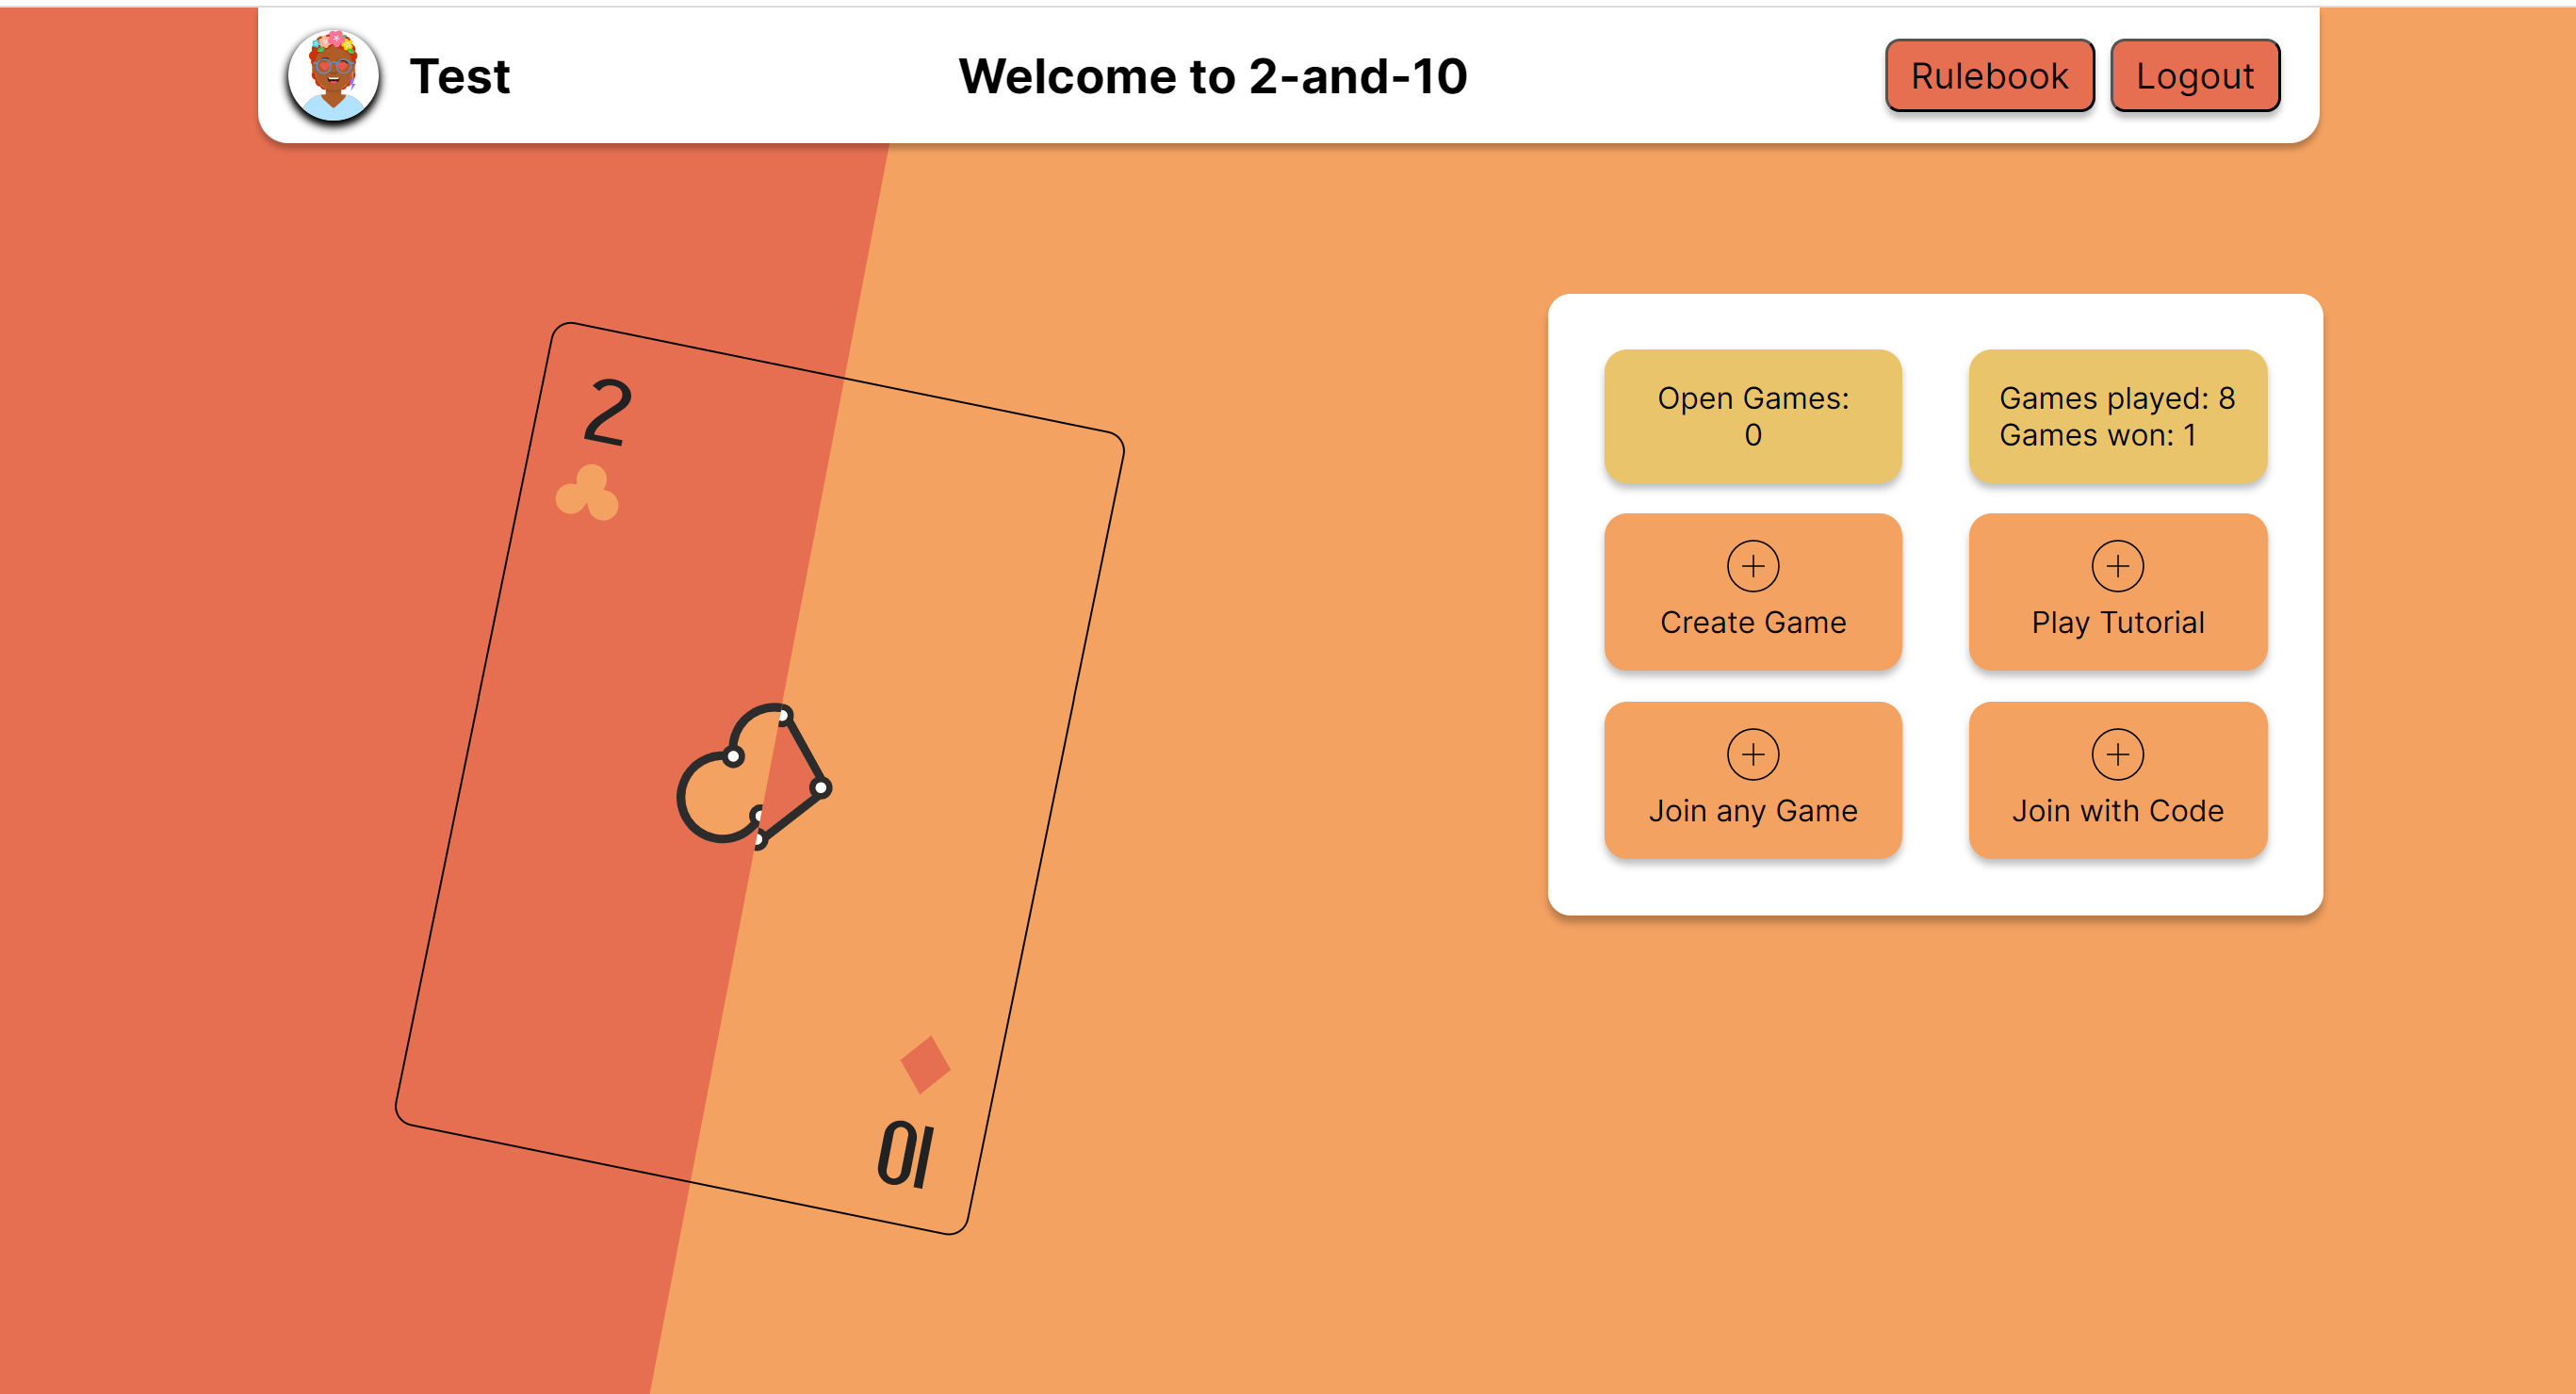 Test
Welcome to 2-and-10
Rulebook
Logout
2
10
Open Games:
0
Games played: 8
Games won: 1
Create Game
Play Tutorial
Join any Game
Join with Code